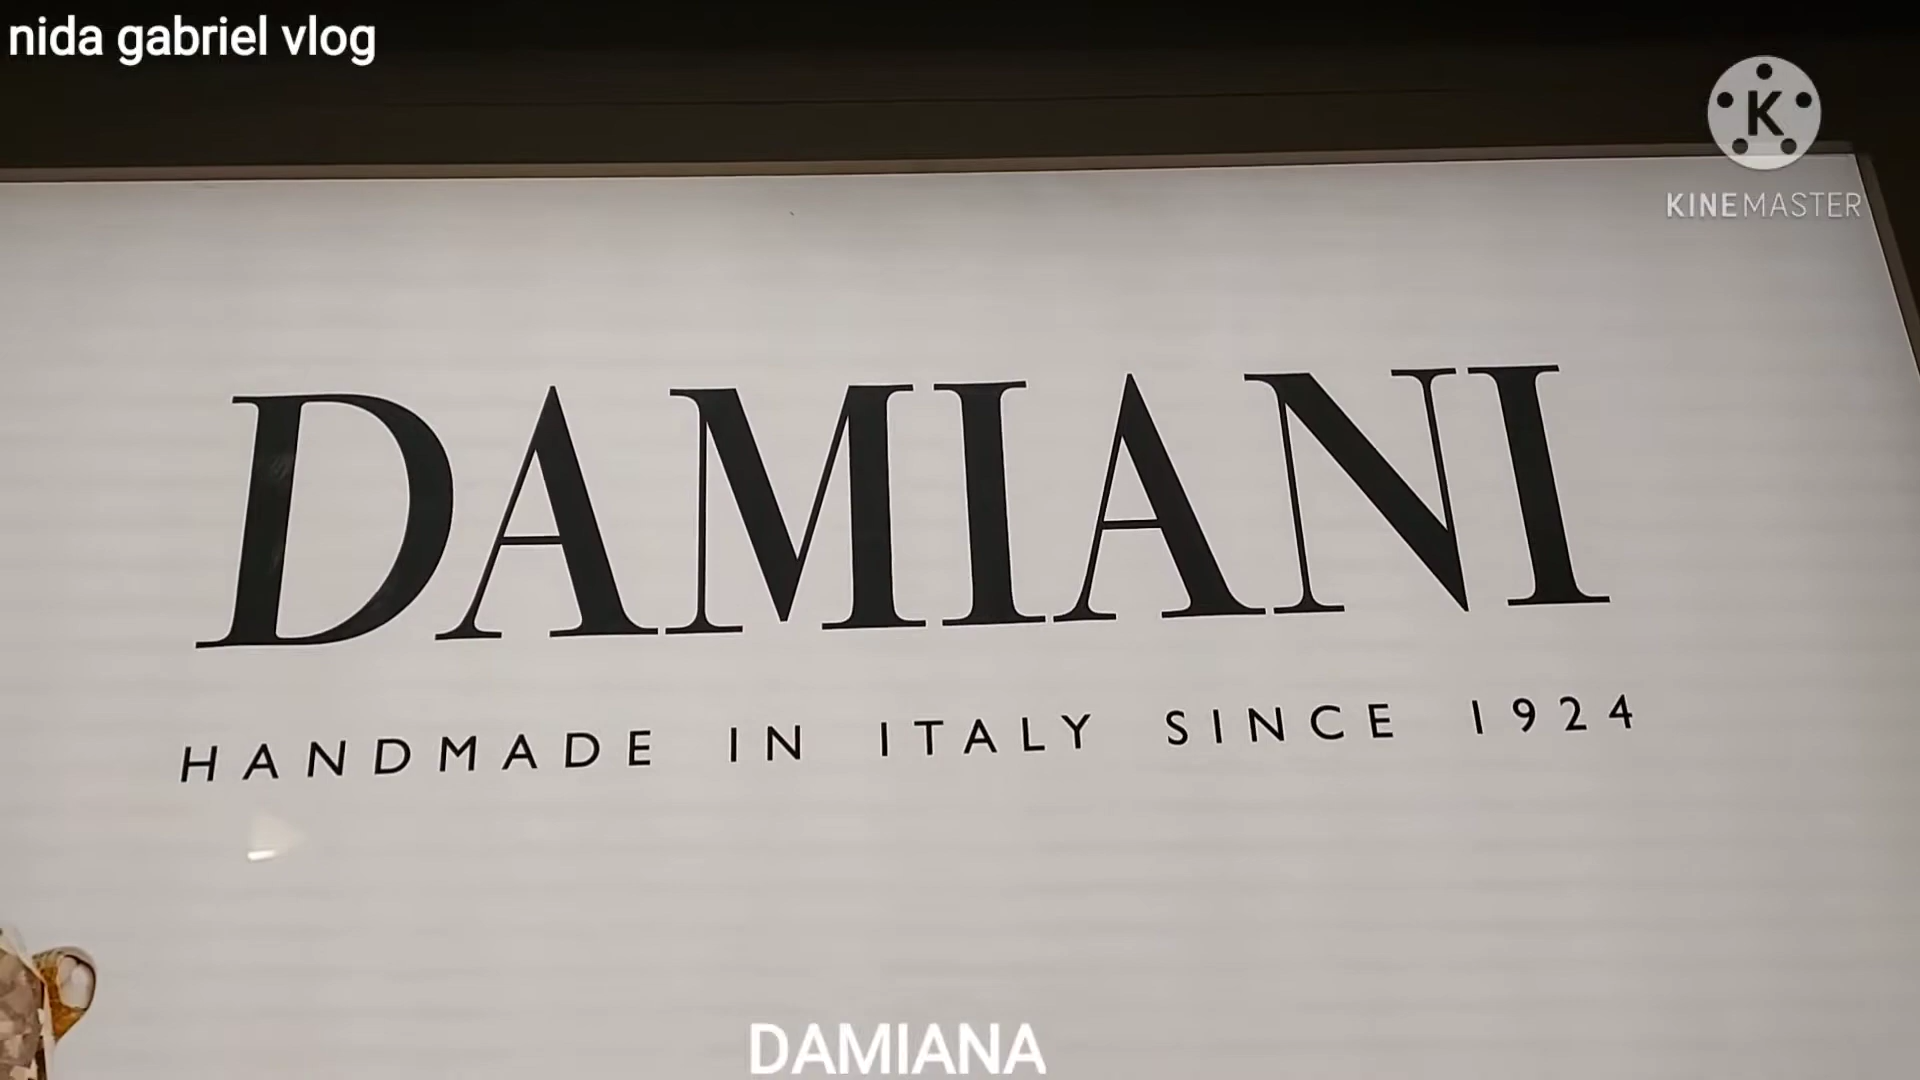 nida gabriel vlog
K
KINEMASTER
DAMIANI
HANDMADE IN ITALY SINCE 1924
DAMIANA